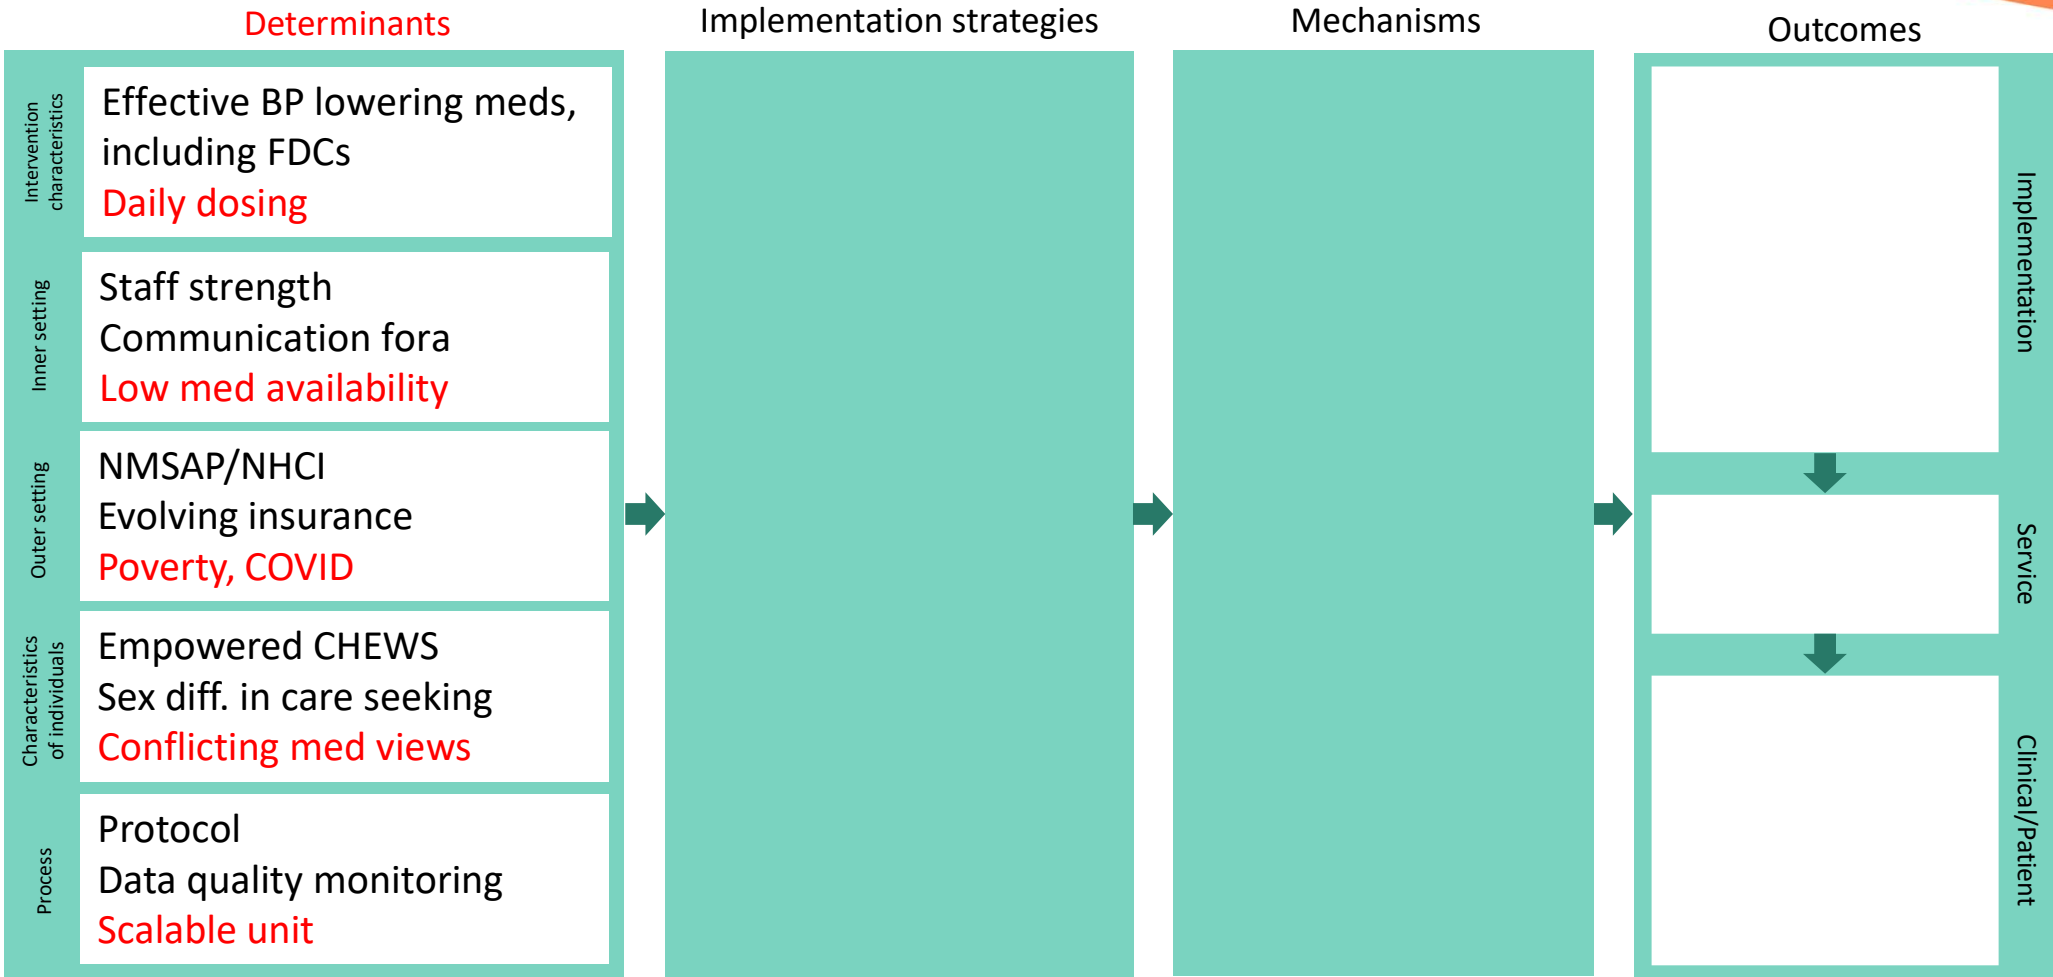 Determinants
Implementation strategies
Mechanisms
Outcomes
Intervention
characteristics
Effective BP lowering meds,
including FDCs
Daily dosing
Inner setting
Staff strength
Communication fora
Low med availability
Outer setting
NMSAP/NHCI
Evolving insurance
Poverty, COVID
Characteristics
of individuals
Empowered CHEWS
Sex diff. in care seeking
Conflicting med views
Process
Protocol
Data quality monitoring
Scalable unit
Implementation
Service
Clinical/Patient